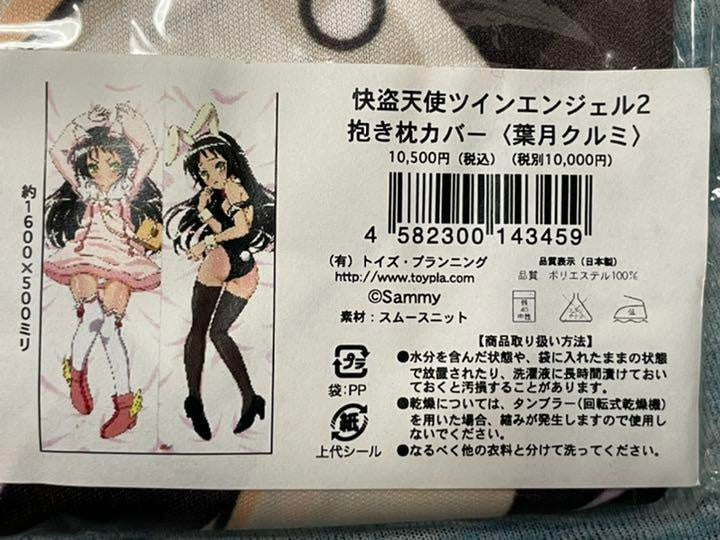 快盗天使ツインエンジェル2
抱き枕カバー〈葉月クルミ〉
10,500円（税込）（税別10,000円）
4 582300 143459
約1600×500ミリ
（有）トイズ・プランニング
http://www.toypla.com
©Sammy
素材：スムースニット
品質表示（日本製）
品質 ポリエステル100%
プラ
袋:PP
紙
上代シール
【商品取り扱い方法】
●水分を含んだ状態や、袋に入れたままの状態
で放置されたり、洗濯液に長時間漬けておい
ておくと汚損することがあります。
●乾燥については、タンブラー(回転式乾燥機)
を用いた場合、縮みが発生しますので使用し
ないでください。
●なるべく他の衣料と分けて洗ってください。